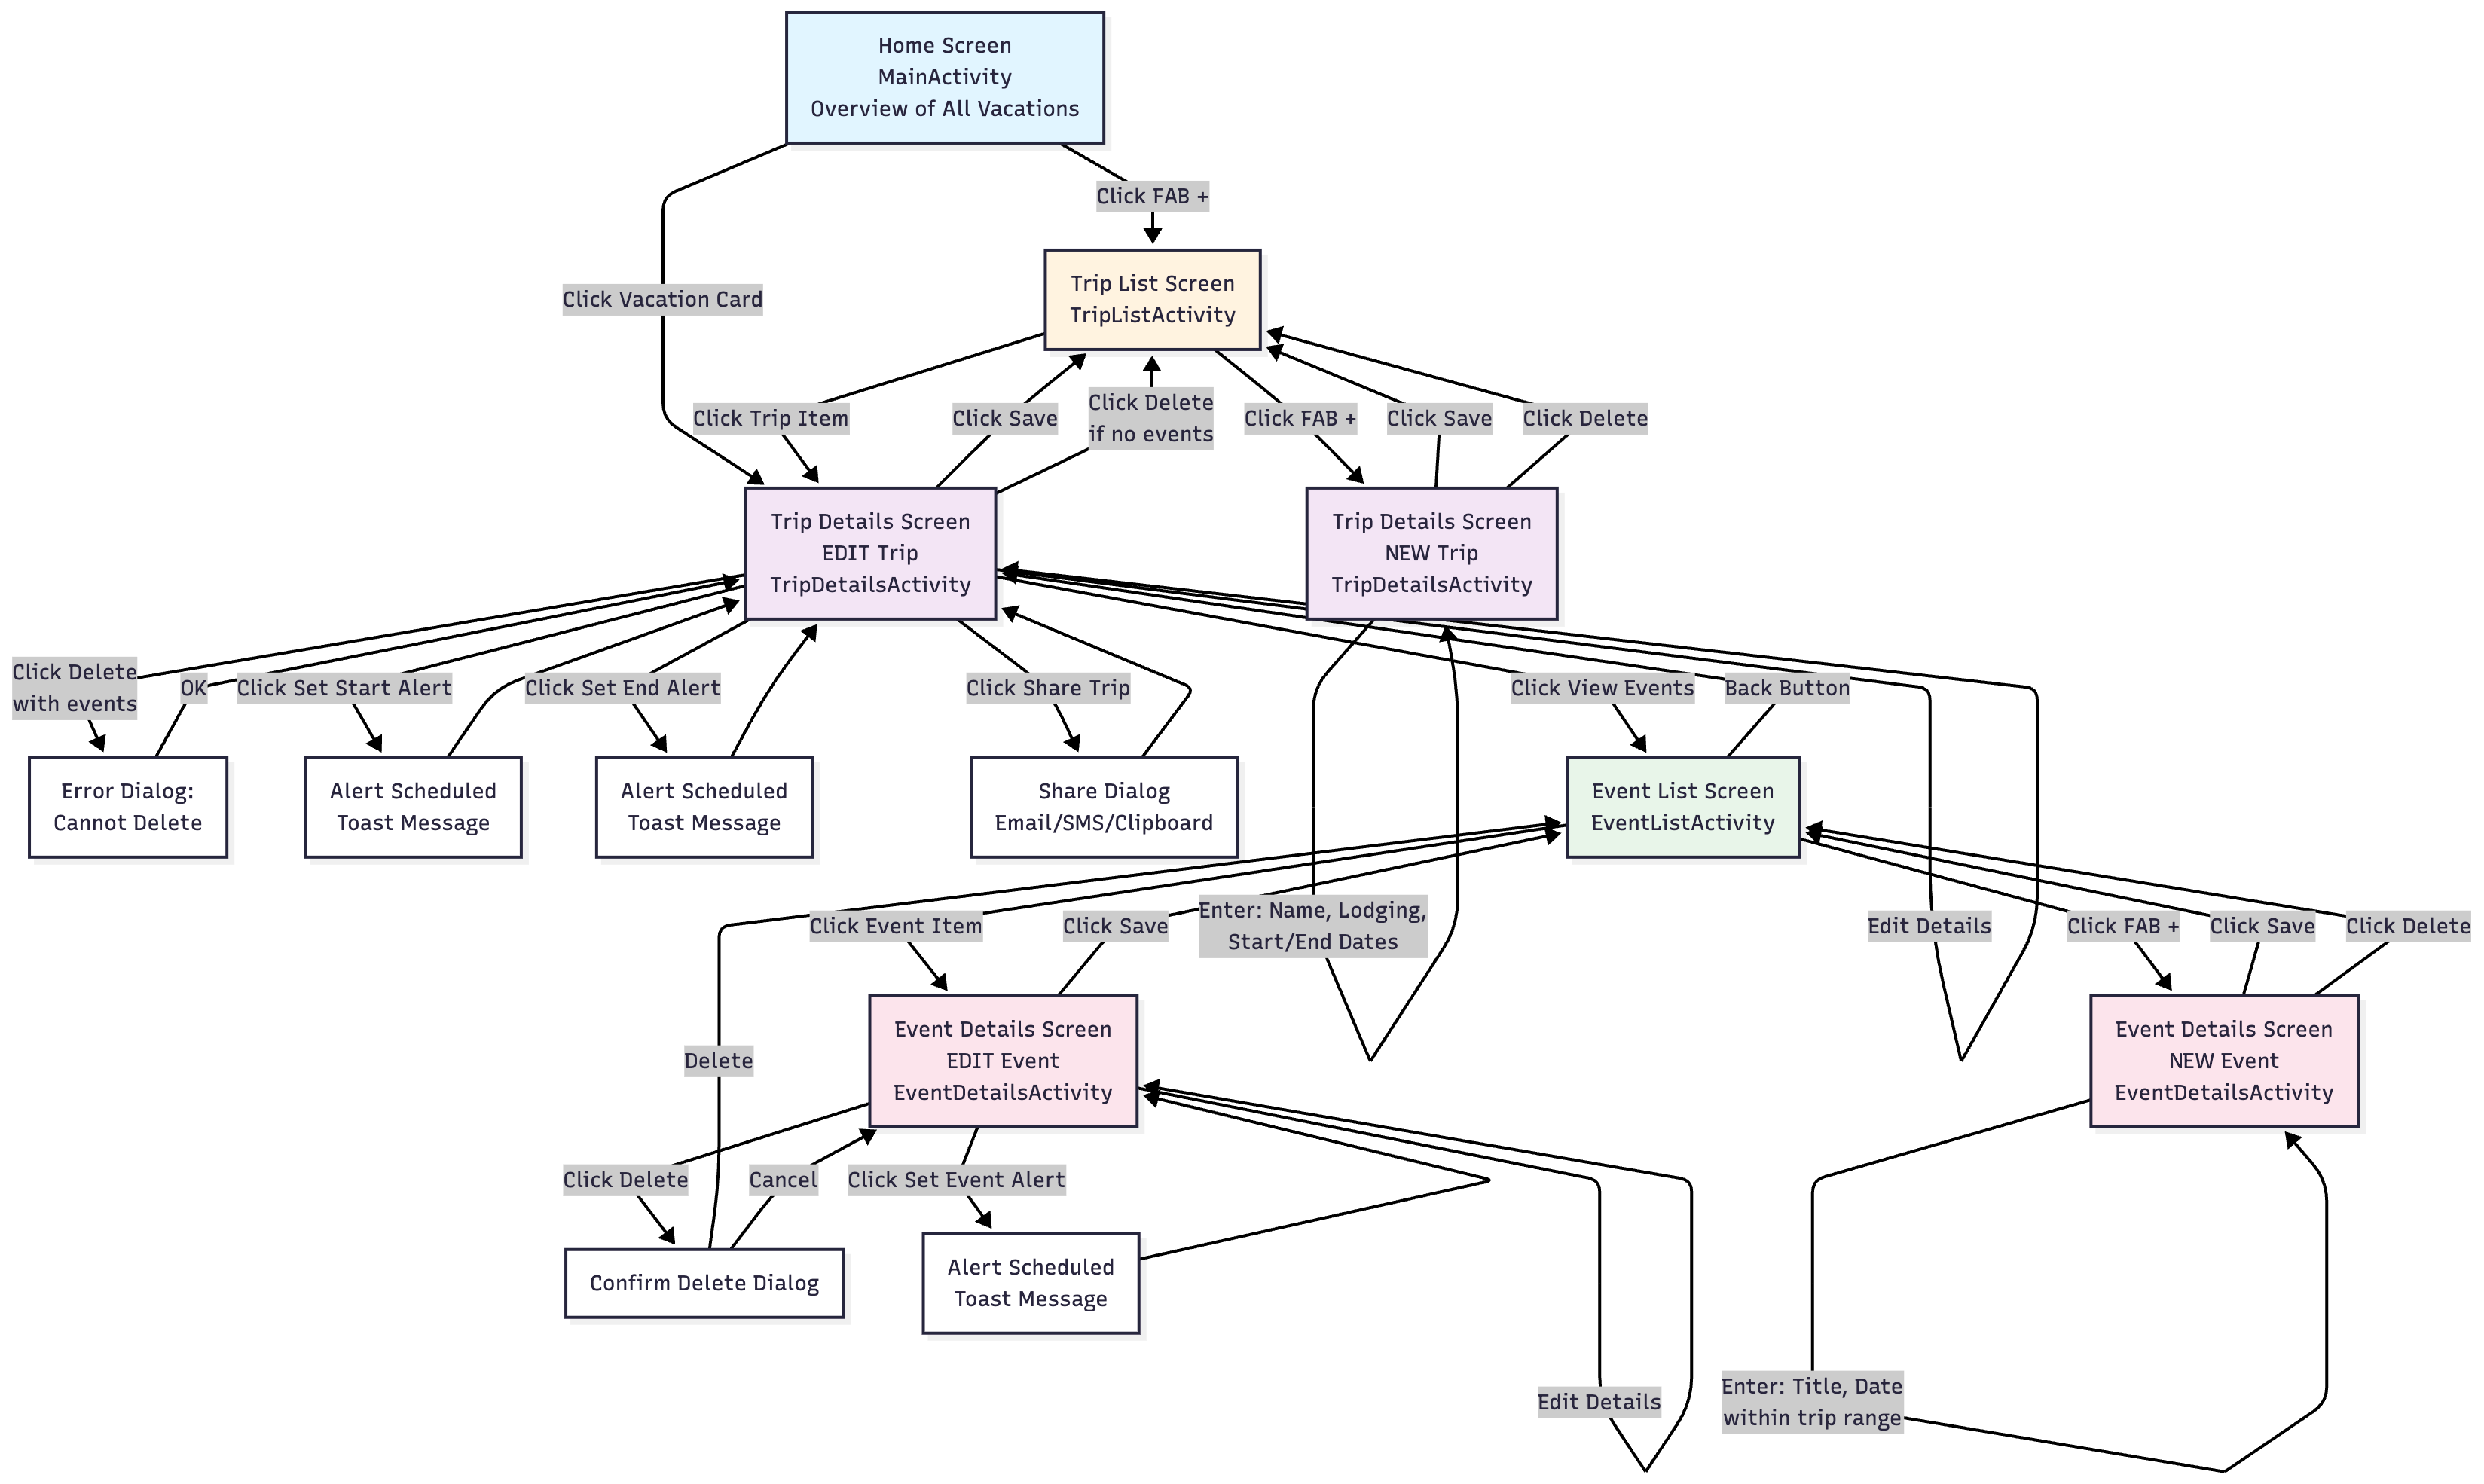 Home Screen
MainActivity
Overview of All Vacations
Click FAB +
Click Vacation Card
Trip List Screen
TripListActivity
Click Trip Item
Click Save
Click Delete
if no events
Click FAB +
Click Save
Click Delete
Trip Details Screen
EDIT Trip
TripDetailsActivity
Trip Details Screen
NEW Trip
TripDetailsActivity
Click Delete
with events
OK
Click Set Start Alert
Click Set End Alert
Click Share Trip
Click View Events
Back Button
Error Dialog:
Cannot Delete
Alert Scheduled
Toast Message
Alert Scheduled
Toast Message
Share Dialog
Email/SMS/Clipboard
Event List Screen
EventListActivity
Click Event Item
Click Save
Enter: Name, Lodging,
Start/End Dates
Edit Details
Click FAB +
Click Save
Click Delete
Delete
Event Details Screen
EDIT Event
EventDetailsActivity
Event Details Screen
NEW Event
EventDetailsActivity
Click Delete
Cancel
Click Set Event Alert
Confirm Delete Dialog
Alert Scheduled
Toast Message
Edit Details
Enter: Title, Date
within trip range